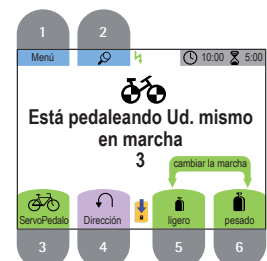 1
2
Menú
10:00
5:00
Está pedaleando Ud. mismo
en marcha
3
cambiar la marcha
ServoPedalo
Dirección
ligero
pesado
3
4
5
6